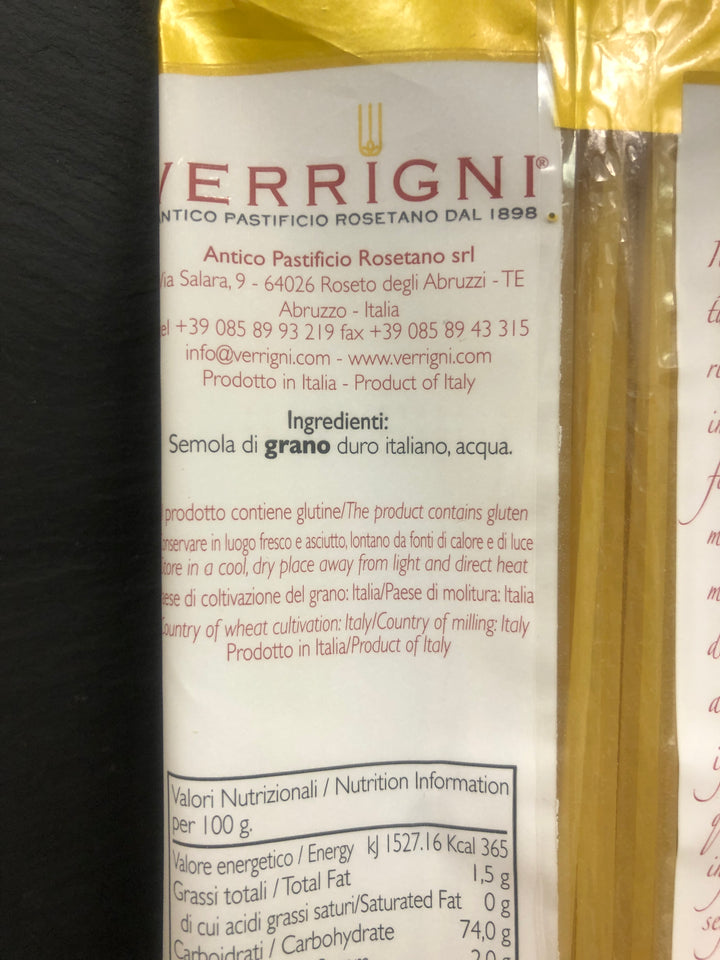 VERRIGNI®
ANTICO PASTIFICIO ROSETANO DAL 1898
Antico Pastificio Rosetano srl
Via Salara, 9 - 64026 Roseto degli Abruzzi - TE
Abruzzo - Italia
tel +39 085 89 93 219 fax +39 085 89 43 315
info@verrigni.com - www.verrigni.com
Prodotto in Italia - Product of Italy
Ingredienti:
Semola di grano duro italiano, acqua.
prodotto contiene glutine/The product contains gluten
conservare in luogo fresco e asciutto, lontano da fonti di calore e di luce
store in a cool, dry place away from light and direct heat
Paese di coltivazione del grano: Italia/Paese di molitura: Italia
Country of wheat cultivation: Italy/Country of milling: Italy
Prodotto in Italia/Product of Italy
Valori Nutrizionali / Nutrition Information
per 100 g.
Valore energetico / Energy kJ 1527.16 Kcal 365
Grassi totali / Total Fat 1,5 g
di cui acidi grassi saturi/Saturated Fat 0 g
Carboidrati / Carbohydrate 74,0 g